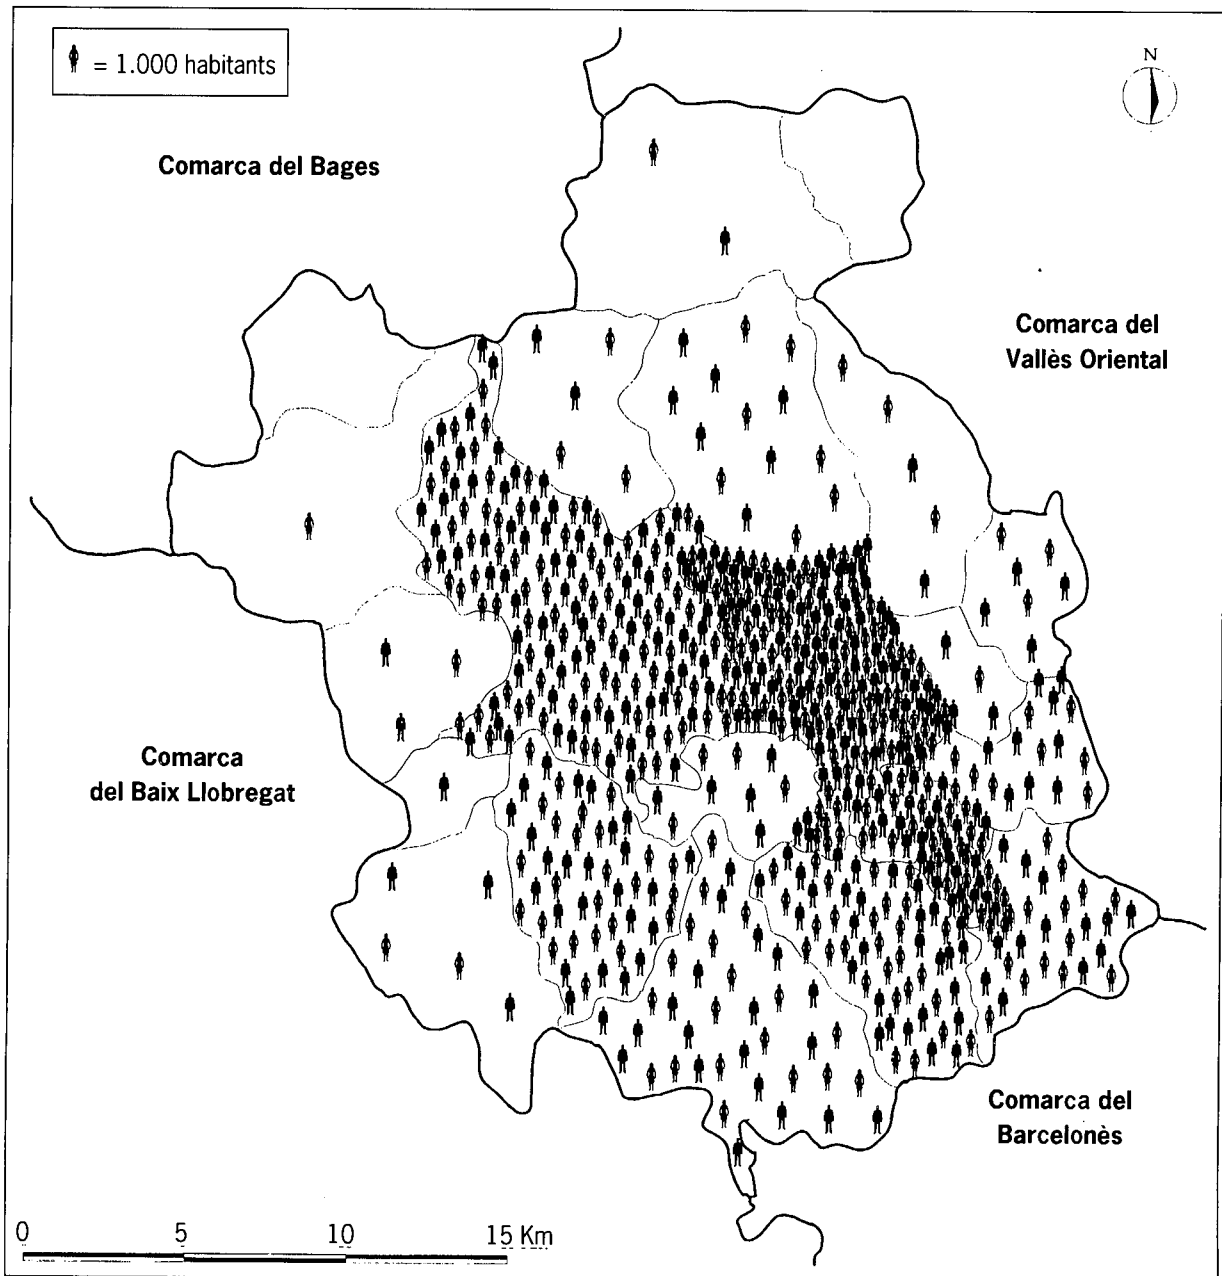 = 1.000 habitants
N
Comarca del Bages
Comarca del
Vallès Oriental
Comarca
del Baix Llobregat
Comarca del
Barcelonès
0 5 10 15 Km